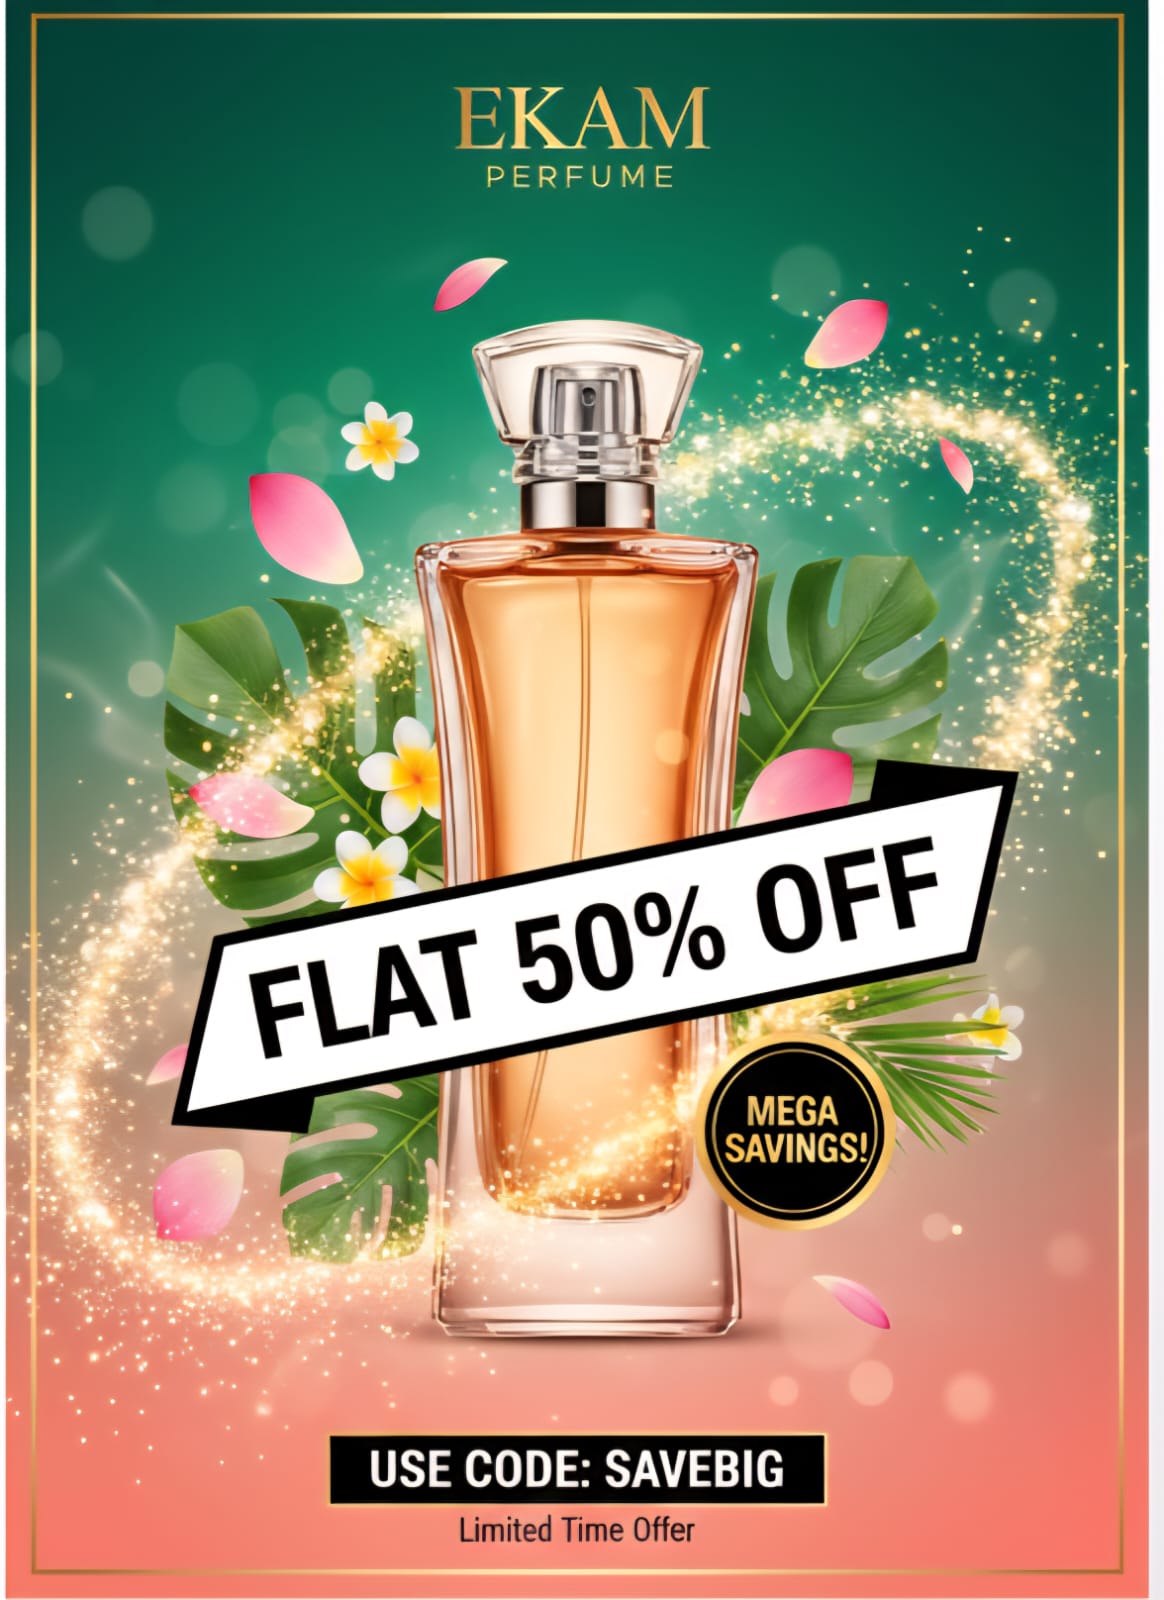 EKAM
PERFUME
FLAT 50% OFF
MEGA
SAVINGS!
USE CODE: SAVEBIG
Limited Time Offer